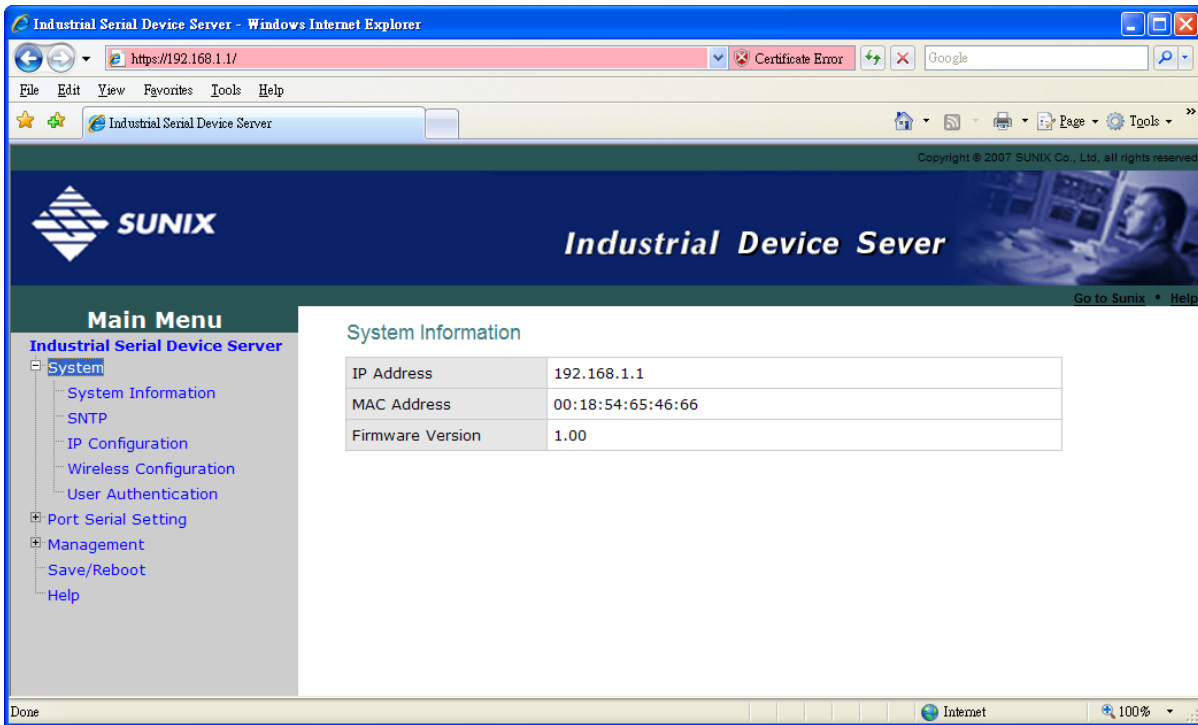 Industrial Serial Device Server - Windows Internet Explorer
https://192.168.1.1/
Certificate Error
Google
File Edit View Favorites Tools Help
Industrial Serial Device Server
Page
Tools
Copyright © 2007 SUNIX Co., Ltd, all rights reserved
SUNIX
Industrial Device Sever
Go to Sunix • Help
Main Menu
Industrial Serial Device Server
System
System Information
SNTP
IP Configuration
Wireless Configuration
User Authentication
Port Serial Setting
Management
Save/Reboot
Help
System Information
IP Address 192.168.1.1
MAC Address 00:18:54:65:46:66
Firmware Version 1.00
Done
Internet
100%